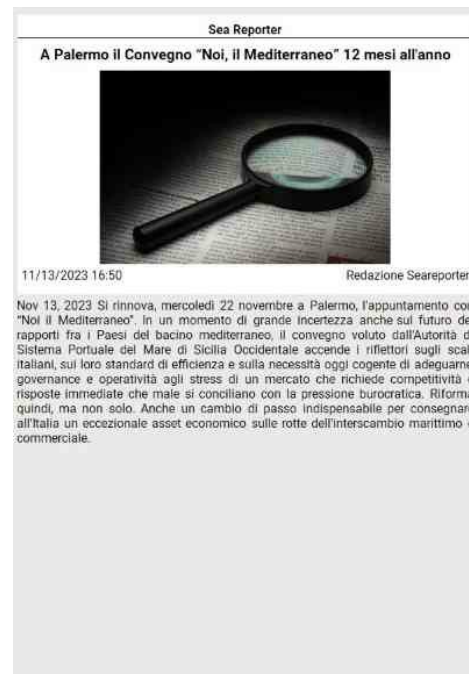 Sea Reporter
A Palermo il Convegno “Noi, il Mediterraneo” 12 mesi all'anno
11/13/2023 16:50 Redazione Seareporter
Nov 13, 2023 Si rinnova, mercoledì 22 novembre a Palermo, l'appuntamento con
"Noi il Mediterraneo". In un momento di grande incertezza anche sul futuro de
rapporti fra i Paesi del bacino mediterraneo, il convegno voluto dall'Autorità d
Sistema Portuale del Mare di Sicilia Occidentale accende i riflettori sugli scal
italiani, sui loro standard di efficienza e sulla necessità oggi cogente di adeguarne
governance e operatività agli stress di un mercato che richiede competitività e
risposte immediate che male si conciliano con la pressione burocratica. Riforma
quindi, ma non solo. Anche un cambio di passo indispensabile per consegnare
all'Italia un eccezionale asset economico sulle rotte dell'interscambio marittimo e
commerciale.